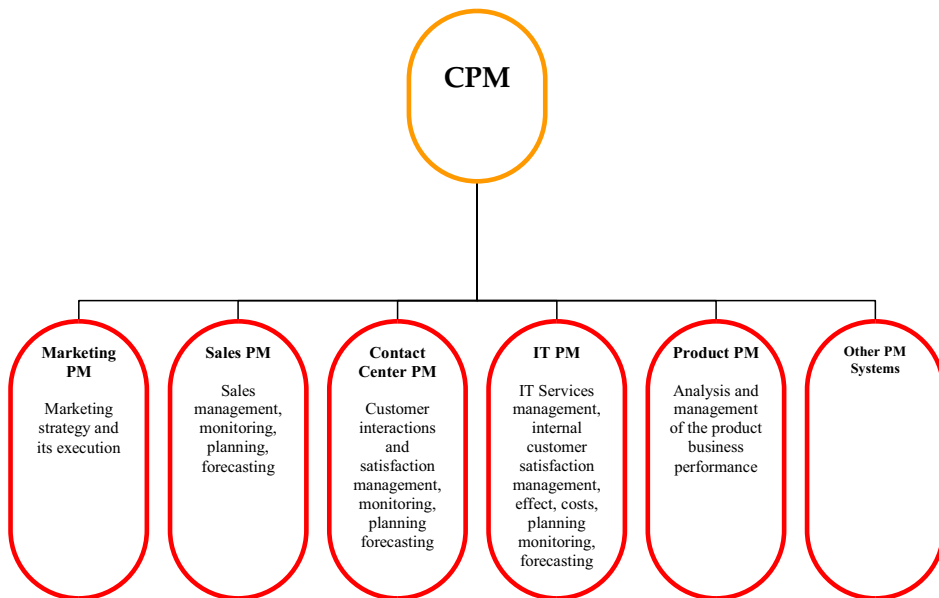 CPM
Marketing
PM
Marketing
strategy and
its execution
Sales PM
Sales
management,
monitoring,
planning,
forecasting
Contact
Center PM
Customer
interactions
and
satisfaction
management,
monitoring,
planning
forecasting
IT PM
IT Services
management,
internal
customer
satisfaction
management,
effect, costs,
planning
monitoring,
forecasting
Product PM
Analysis and
management
of the product
business
performance
Other PM
Systems